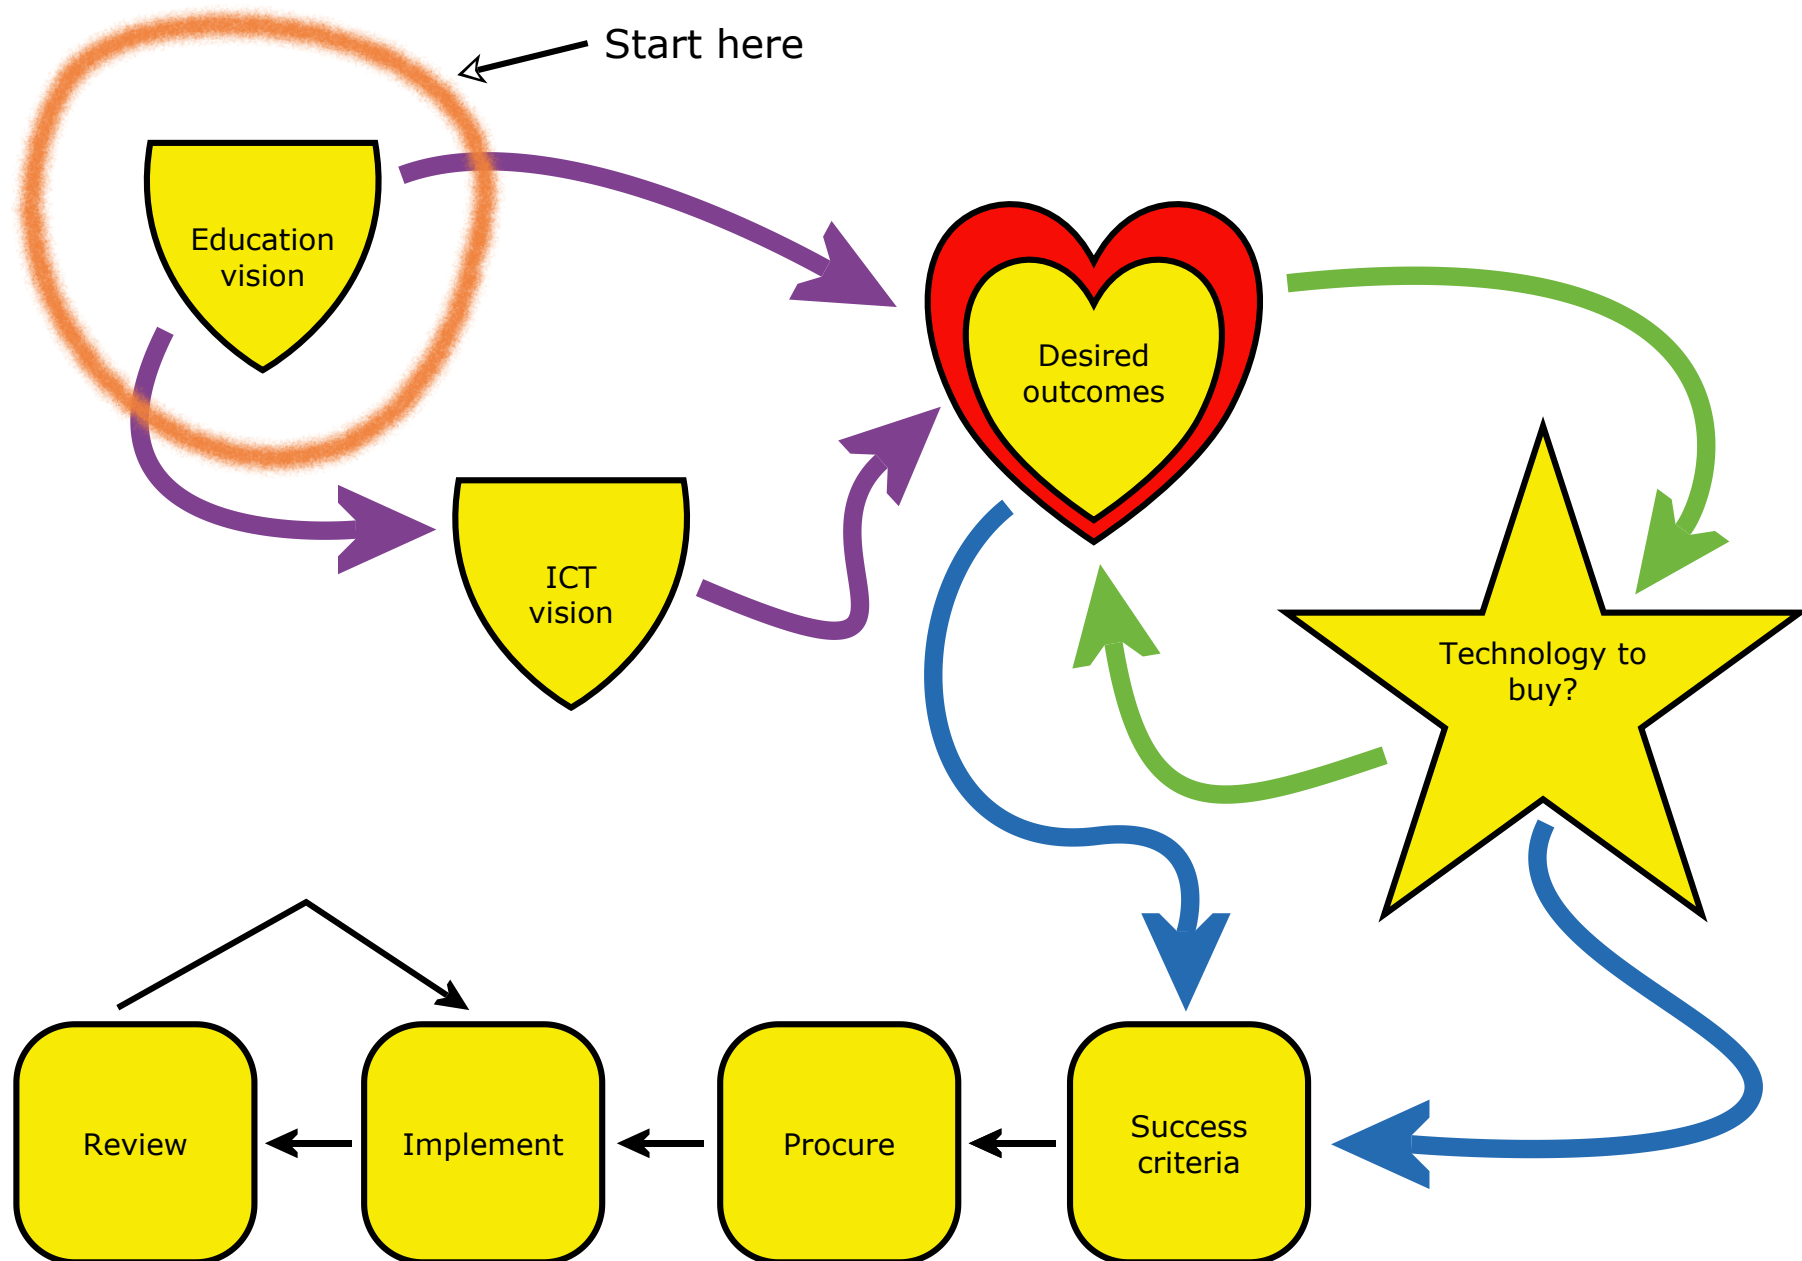 Start here
Education
vision
ICT
vision
Desired
outcomes
Technology to
buy?
Review
Implement
Procure
Success
criteria